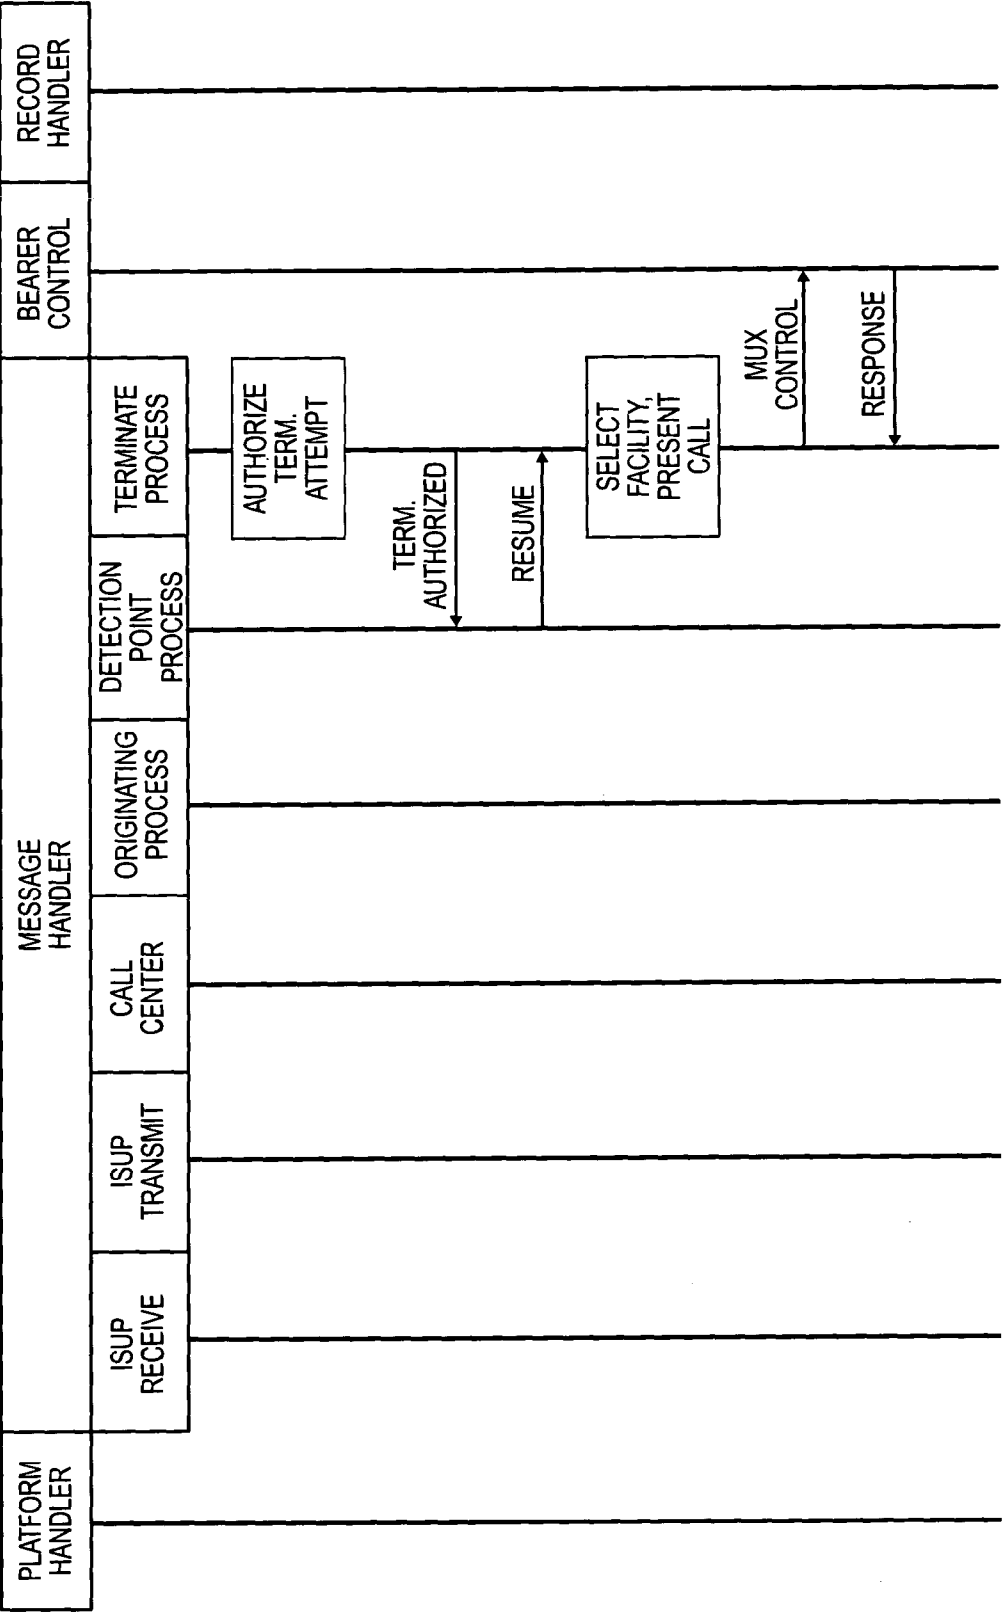 PLATFORM
HANDLER
MESSAGE
HANDLER
BEARER
CONTROL
RECORD
HANDLER
ISUP
RECEIVE
ISUP
TRANSMIT
CALL
CENTER
ORIGINATING
PROCESS
DETECTION
POINT
PROCESS
TERMINATE
PROCESS
AUTHORIZE
TERM.
ATTEMPT
TERM.
AUTHORIZED
RESUME
SELECT
FACILITY,
PRESENT
CALL
MUX
CONTROL
RESPONSE